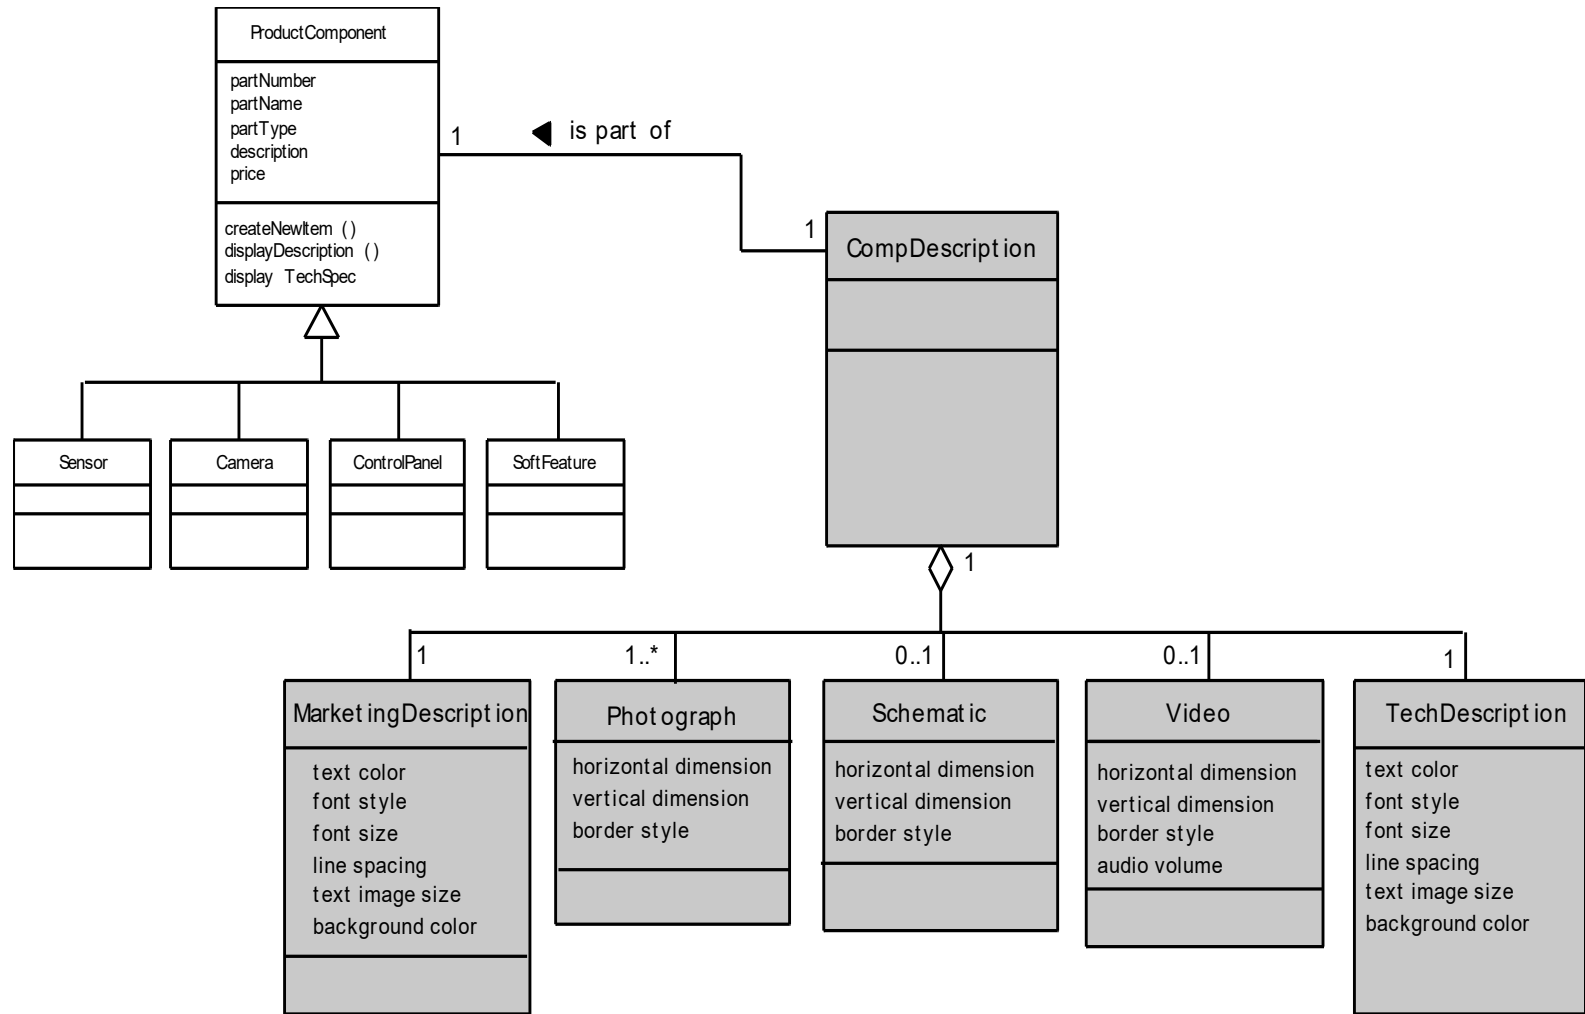 ProductComponent
partNumber
partName
partType
description
price
createNewItem ()
displayDescription ()
display TechSpec
1
is part of
1
CompDescription
Sensor
Camera
ControlPanel
SoftFeature
1
1
1..*
0..1
0..1
1
MarketingDescription
text color
font style
font size
line spacing
text image size
background color
Photograph
horizontal dimension
vertical dimension
border style
Schematic
horizontal dimension
vertical dimension
border style
Video
horizontal dimension
vertical dimension
border style
audio volume
TechDescription
text color
font style
font size
line spacing
text image size
background color